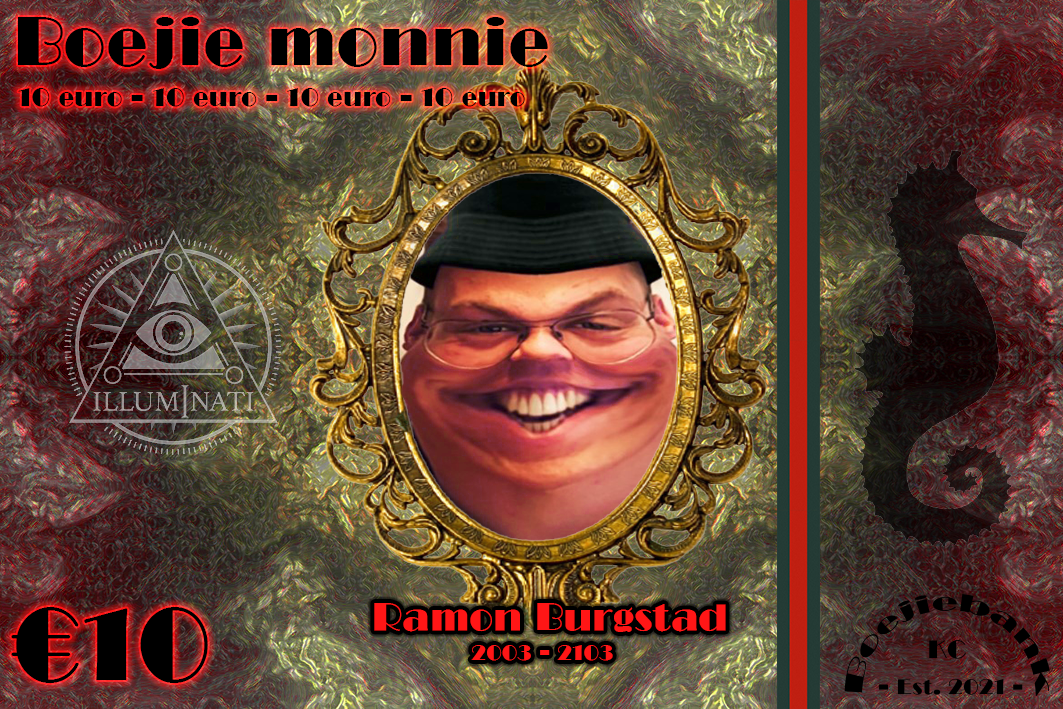 Boejie monnie
10 euro - 10 euro - 10 euro - 10 euro
ILLUMINATI
€10
Ramon Burgstad
2003 - 2103
Boejiebank
KC
- Est. 2021 -